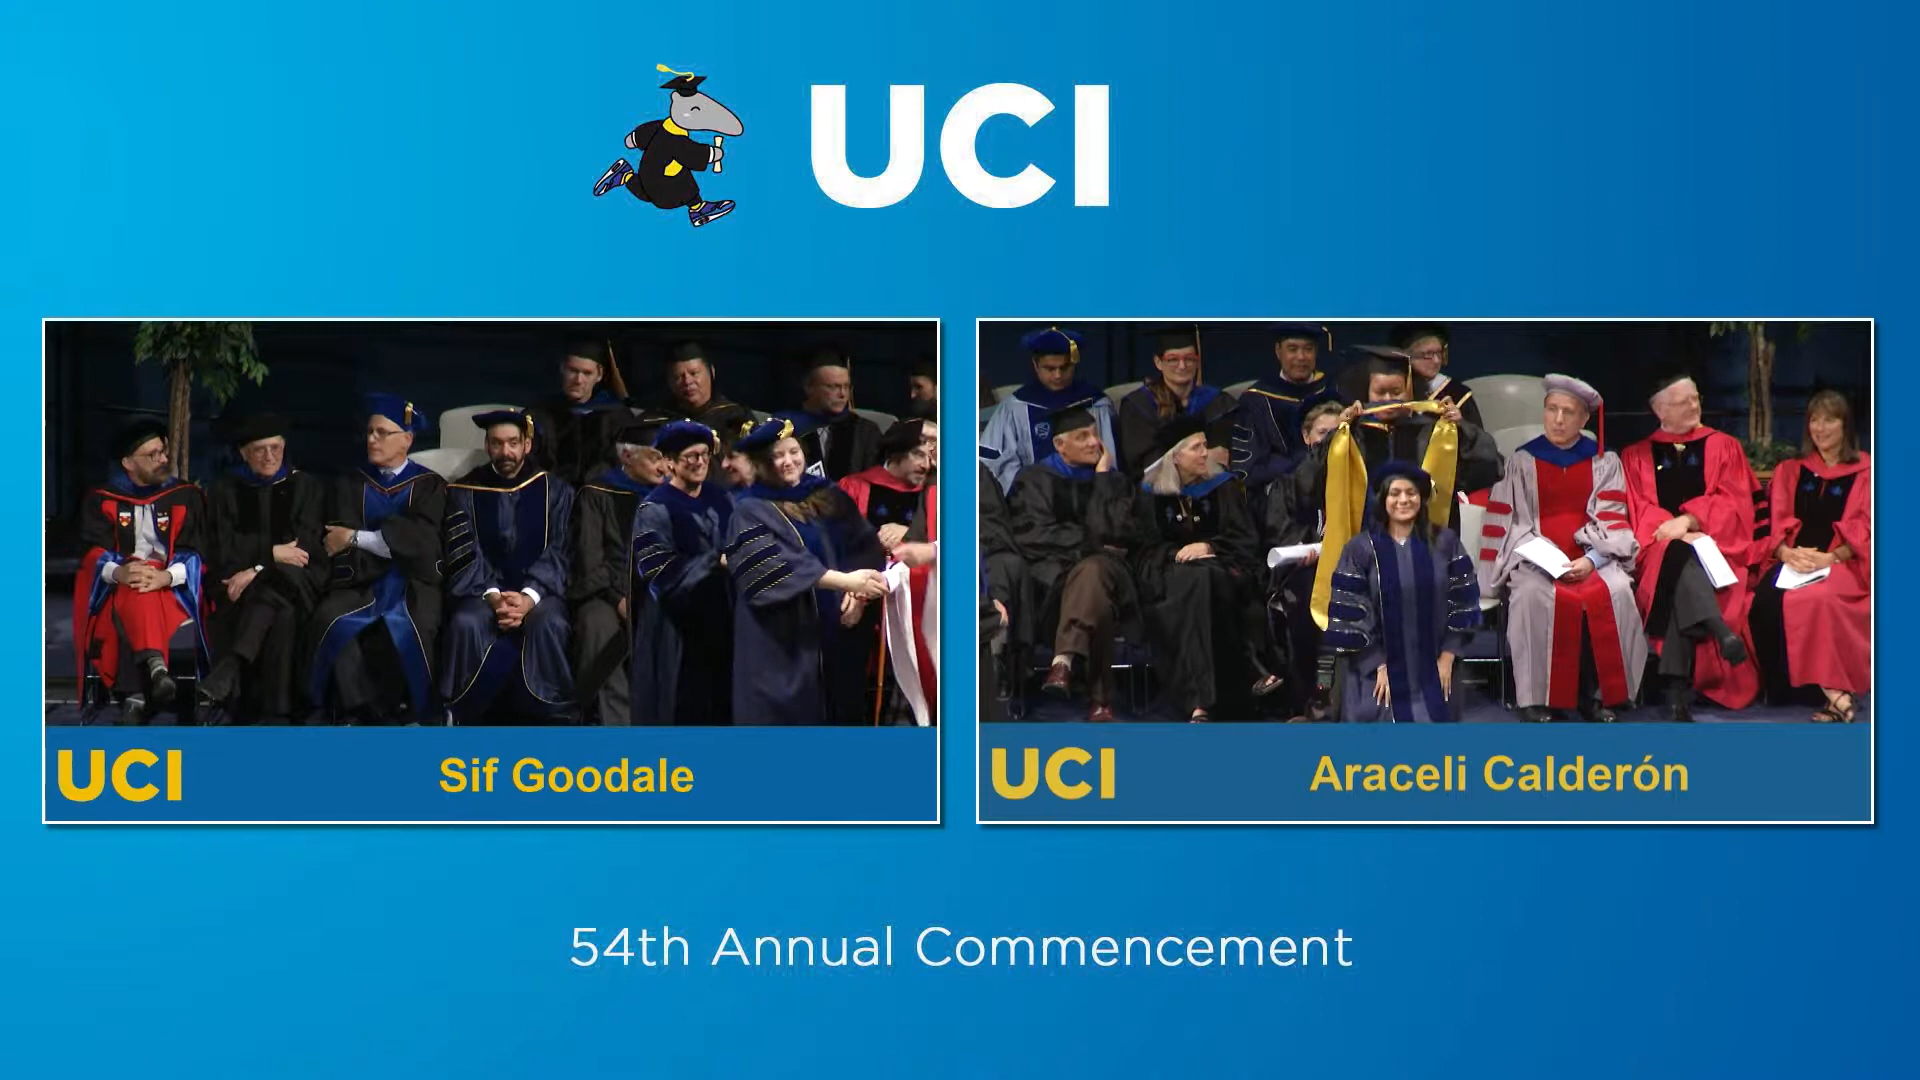 UCI
UCI
Sif Goodale
UCI
Araceli Calderón
54th Annual Commencement